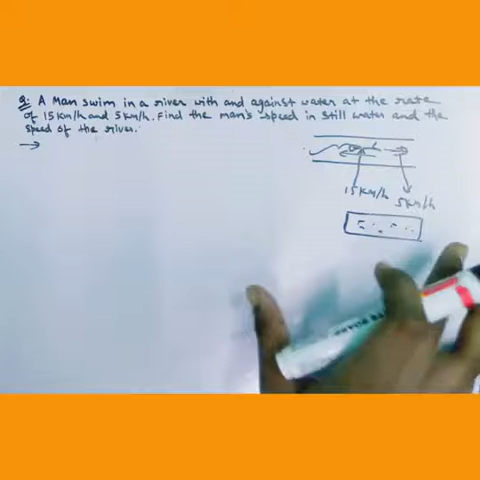 Q: A Man swim in a river with and against water at the rate
of 15 km/h and 5 km/h. Find the man's speed in still water and the
speed of the river.
15 km/h
5 km/h